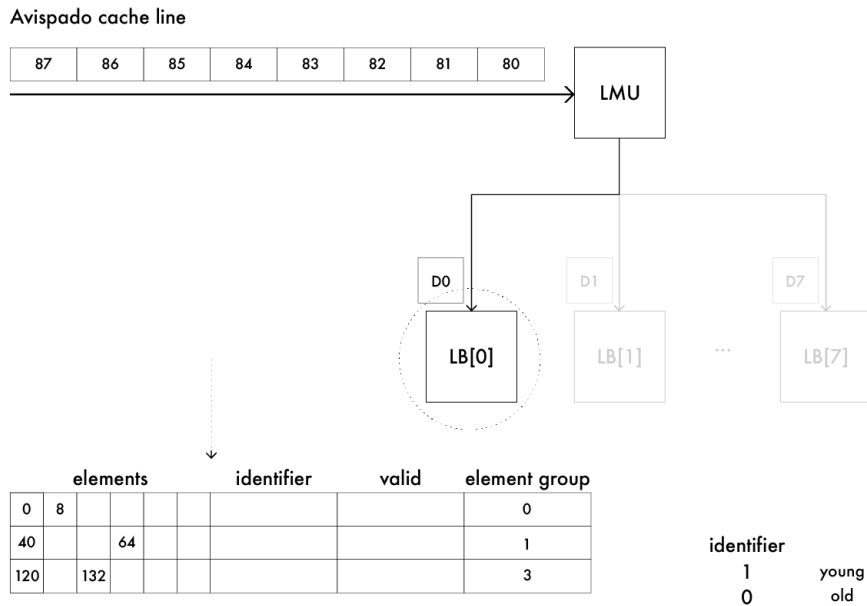 Avispado cache line
87 86 85 84 83 82 81 80
LMU
D0 D1 D7
LB[0] LB[1] ... LB[7]
elements identifier valid element group
0 8 0
40 64 1
120 132 3
identifier
1 young
0 old